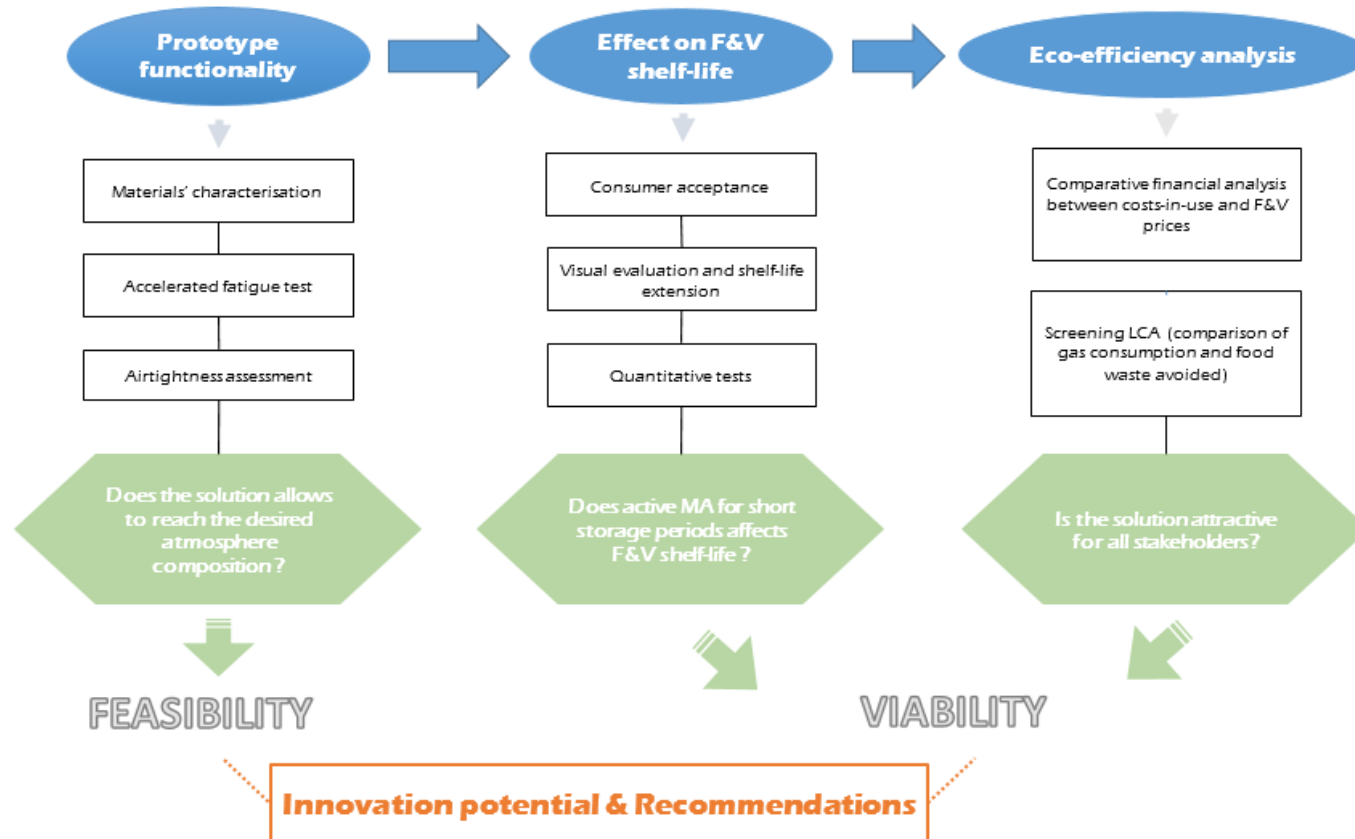 Prototype
functionality
Effect on F&V
shelf-life
Eco-efficiency analysis
Materials' characterisation
Accelerated fatigue test
Airtightness assessment
Does the solution allows
to reach the desired
atmosphere
composition ?
Consumer acceptance
Visual evaluation and shelf-life
extension
Quantitative tests
Does active MA for short
storage periods affects
F&V shelf-life ?
Comparative financial analysis
between costs-in-use and F&V
prices
Screening LCA (comparison of
gas consumption and food
waste avoided)
Is the solution attractive
for all stakeholders?
FEASIBILITY
VIABILITY
Innovation potential & Recommendations